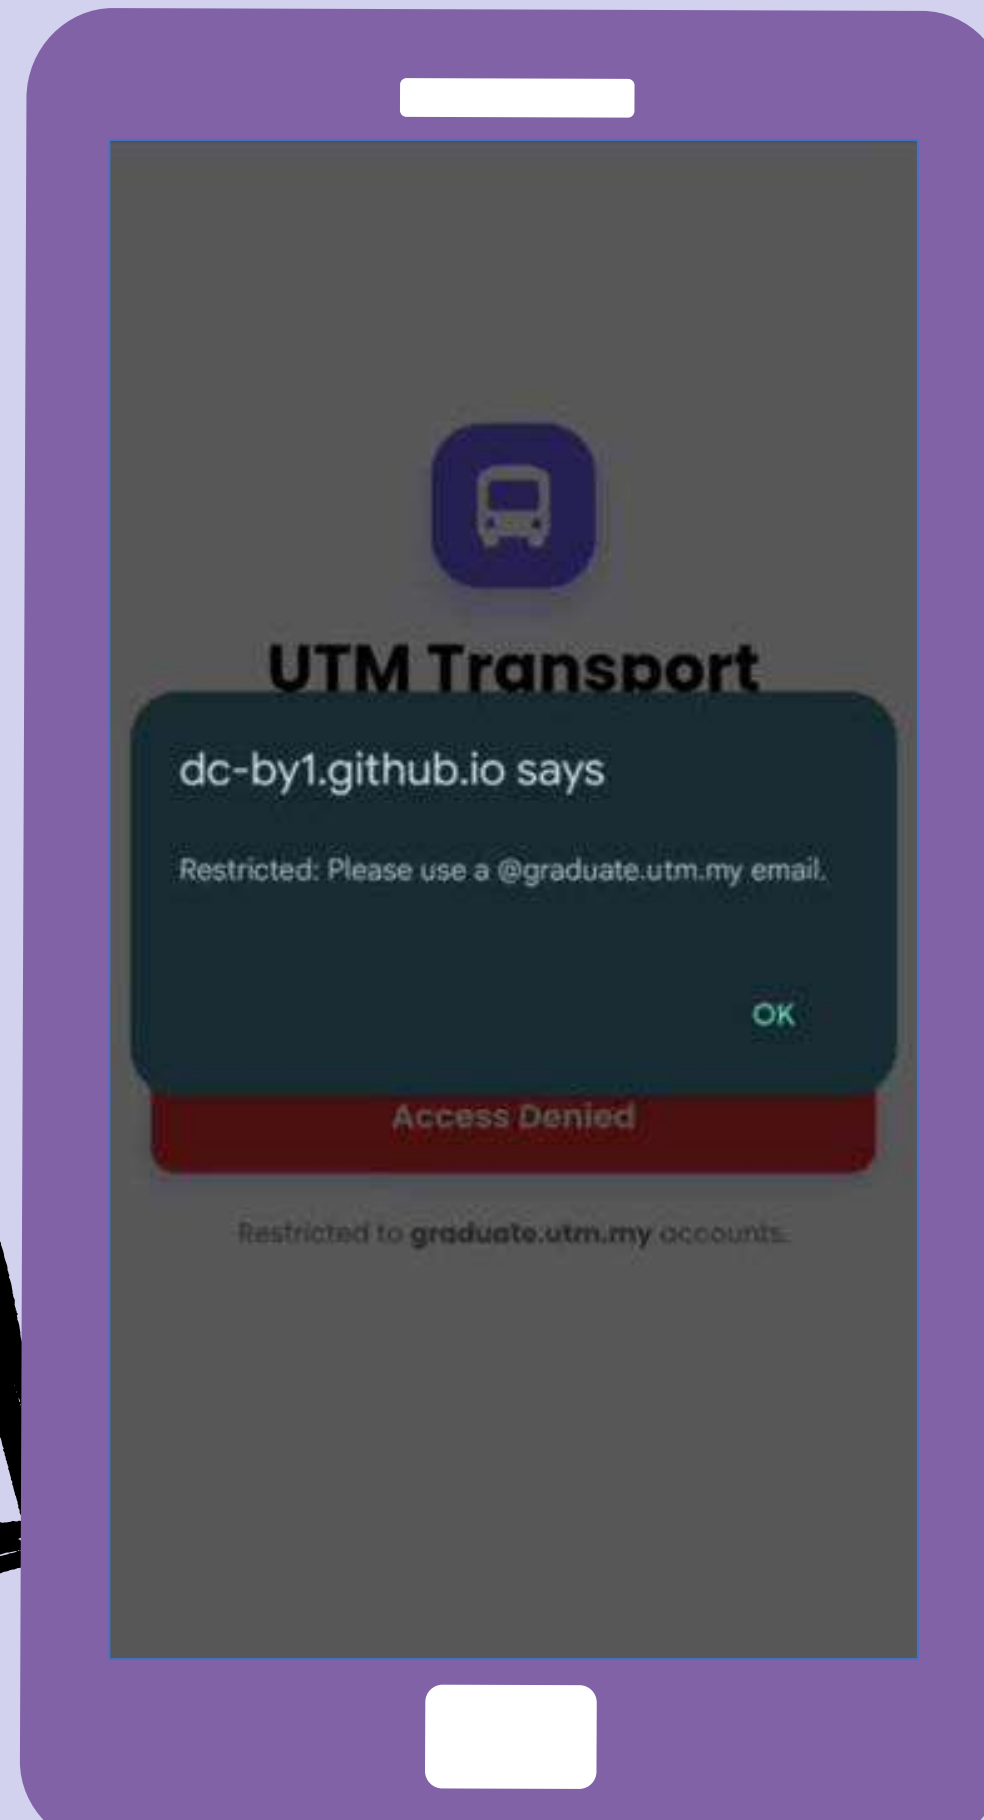 UTM Transport
dc-by1.github.io says
Restricted: Please use a @graduate.utm.my email.
OK
Access Denied
Restricted to graduate.utm.my accounts.